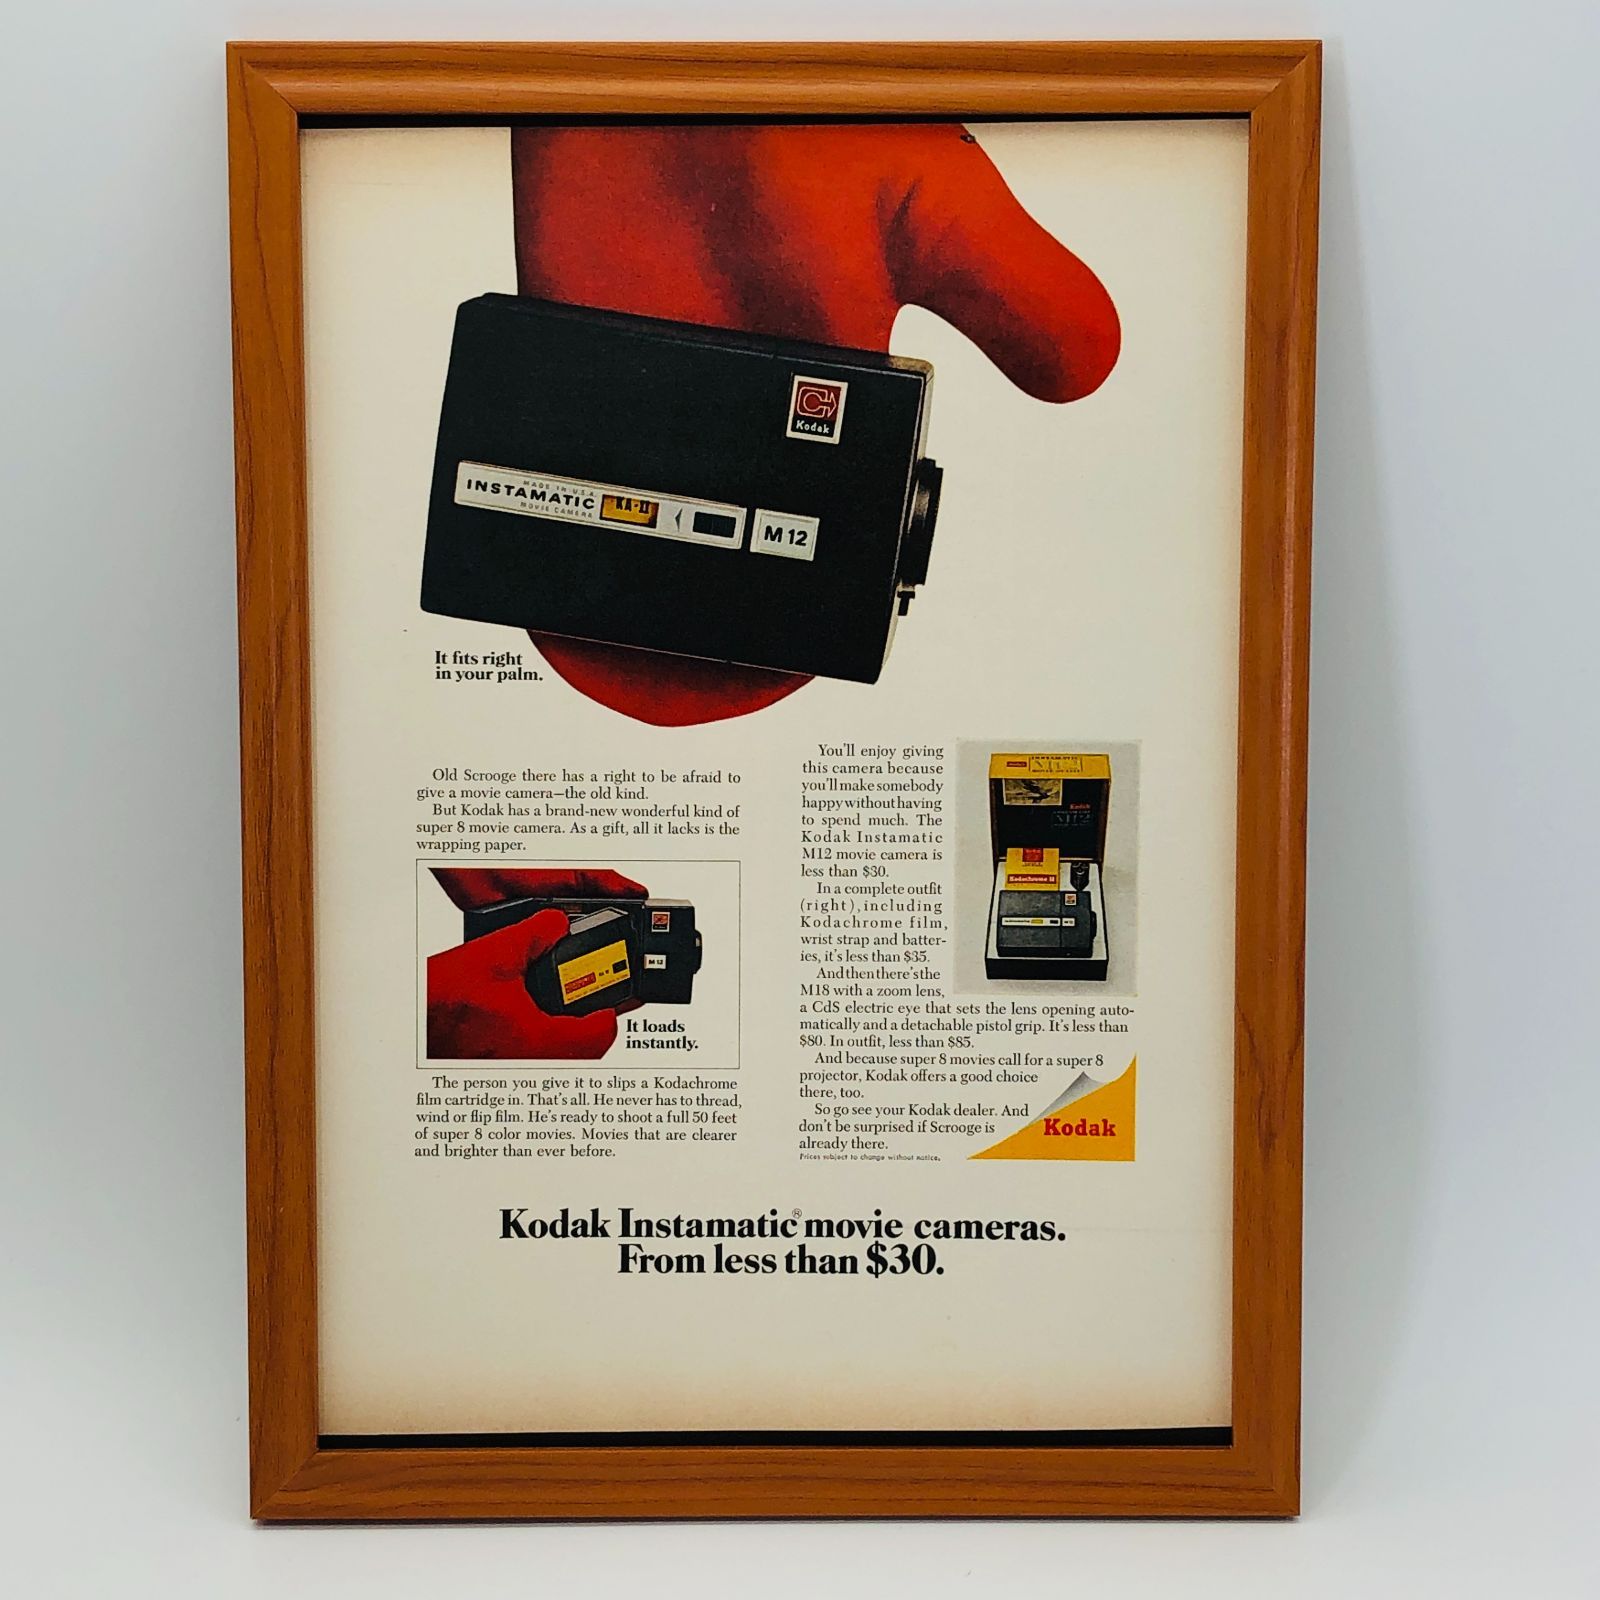 Kodak
MADE IN U.S.A.
INSTAMATIC
MOVIE CAMERA
KA-II
M 12
It fits right
in your palm.
Old Scrooge there has a right to be afraid to
give a movie camera—the old kind.
But Kodak has a brand-new wonderful kind of
super 8 movie camera. As a gift, all it lacks is the
wrapping paper.
M 12
It loads
instantly.
The person you give it to slips a Kodachrome
film cartridge in. That's all. He never has to thread,
wind or flip film. He's ready to shoot a full 50 feet
of super 8 color movies. Movies that are clearer
and brighter than ever before.
You'll enjoy giving
this camera because
you'll make somebody
happy without having
to spend much. The
Kodak Instamatic
M12 movie camera is
less than $30.
In a complete outfit
(right), including
Kodachrome film,
wrist strap and batter-
ies, it's less than $35.
And then there's the
M18 with a zoom lens,
a CdS electric eye that sets the lens opening auto-
matically and a detachable pistol grip. It's less than
$80. In outfit, less than $85.
And because super 8 movies call for a super 8
projector, Kodak offers a good choice
there, too.
So go see your Kodak dealer. And
don't be surprised if Scrooge is
already there.
Prices subject to change without notice.
INSTAMATIC
M12
Kodak
M12
Kodachrome II
Kodak
Kodak Instamatic® movie cameras.
From less than $30.